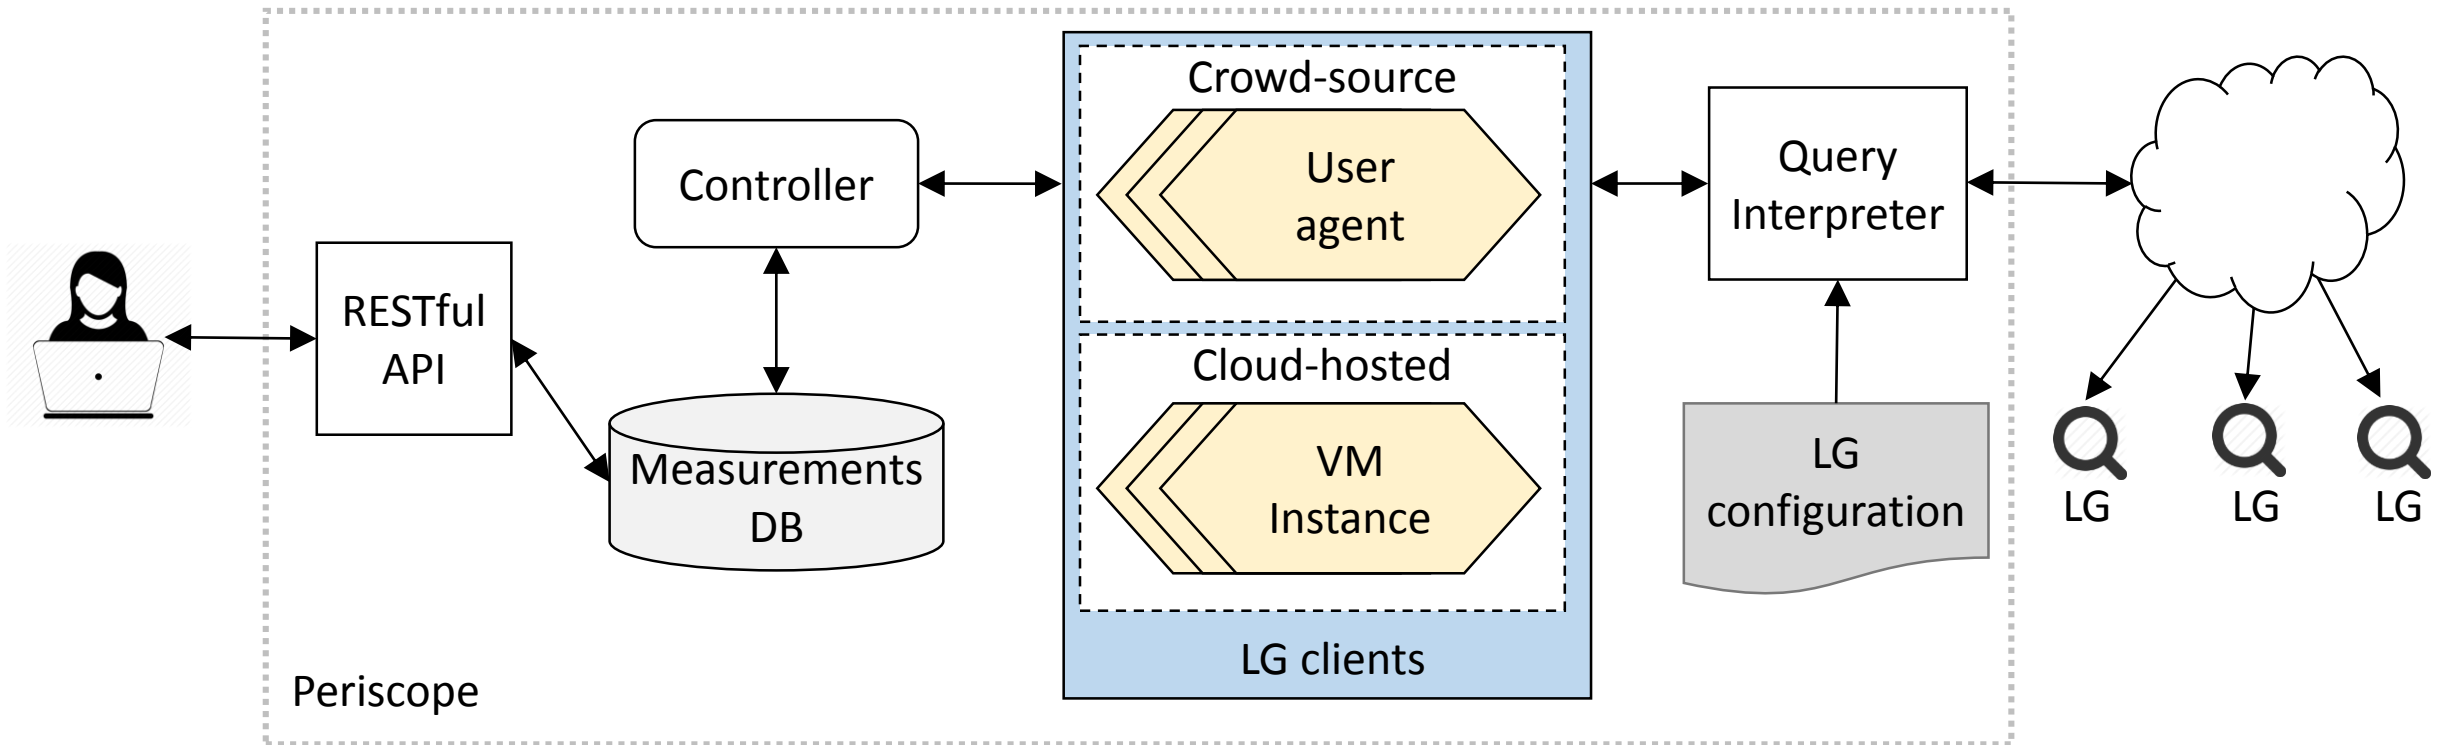 Crowd-source
User
agent
Controller
Query
Interpreter
RESTful
API
Cloud-hosted
VM
Instance
Measurements
DB
LG
configuration
LG
LG
LG
LG clients
Periscope